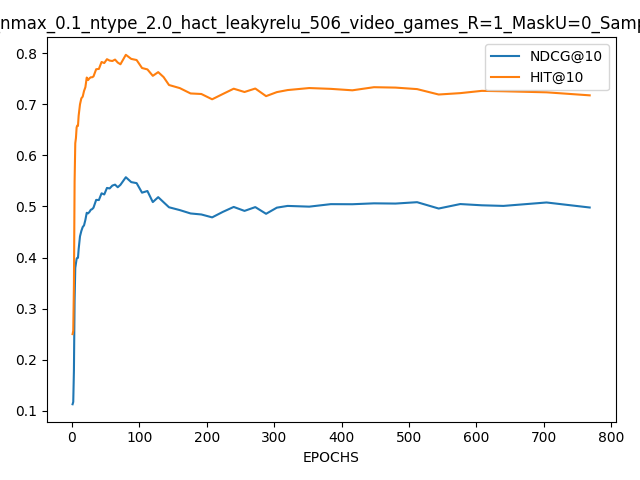 nmax_0.1_ntype_2.0_hact_leakyrelu_506_video_games_R=1_MaskU=0_Samp
NDCG@10
HIT@10
0.8
0.7
0.6
0.5
0.4
0.3
0.2
0.1
0 100 200 300 400 500 600 700 800
EPOCHS